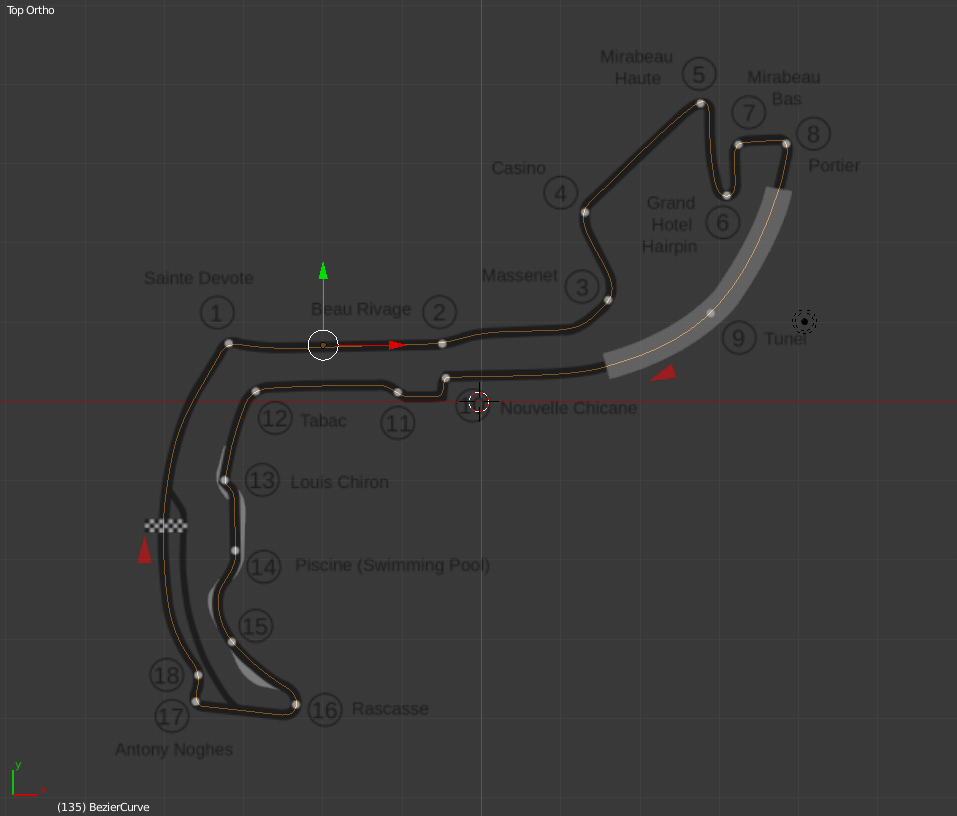 Top Ortho
Mirabeau
Haute
5
Mirabeau
Bas
7
8
Portier
Casino
4
Grand
Hotel
Hairpin
6
Massenet
3
Sainte Devote
1
Beau Rivage
2
9
Tunel
Nouvelle Chicane
12
Tabac
11
13
Louis Chiron
14
Piscine (Swimming Pool)
15
18
17
16
Rascasse
Antony Noghes
y
x
(135) BezierCurve